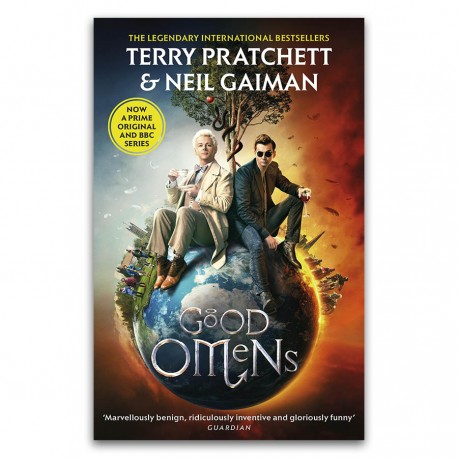 THE LEGENDARY INTERNATIONAL BESTSELLERS
TERRY PRATCHETT
& NEIL GAIMAN
NOW
A PRIME
ORIGINAL
AND BBC
SERIES
GOOD
OMENS
‘Marvellously benign, ridiculously inventive and gloriously funny’
GUARDIAN